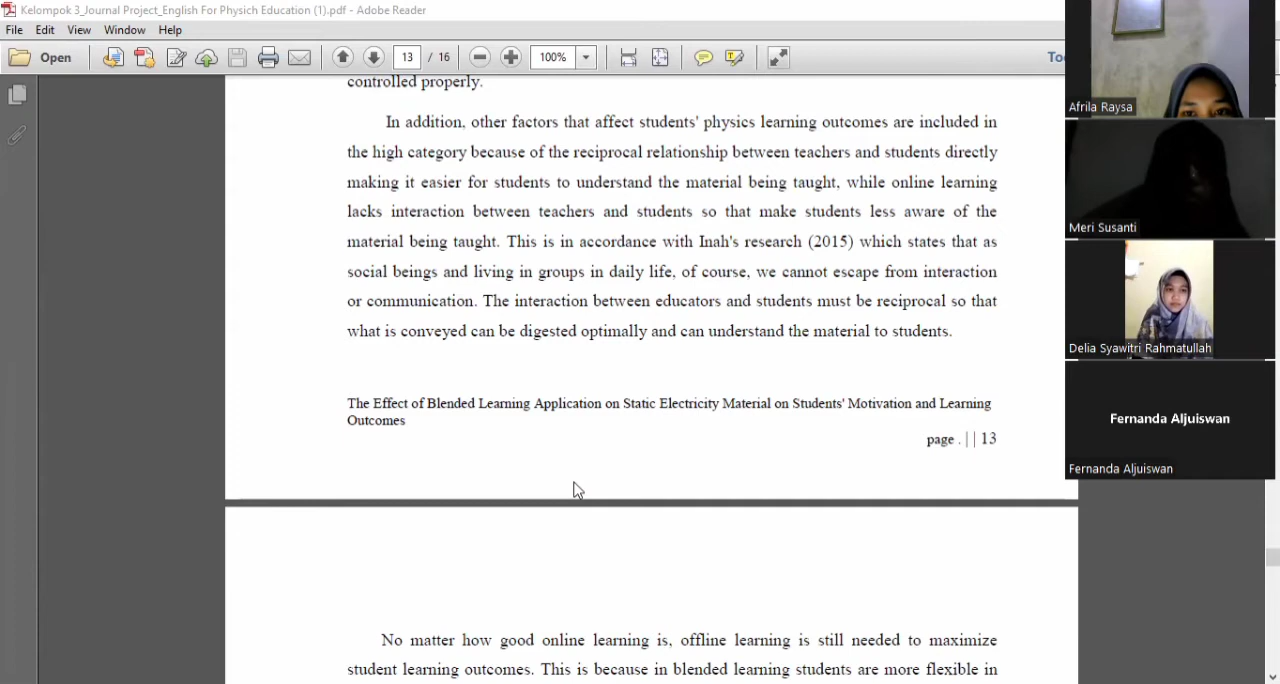 Kelompok 3_Journal Project_English For Physich Education (1).pdf - Adobe Reader
File Edit View Window Help
Open 13 / 16 100%
controlled properly.
In addition, other factors that affect students' physics learning outcomes are included in
the high category because of the reciprocal relationship between teachers and students directly
making it easier for students to understand the material being taught, while online learning
lacks interaction between teachers and students so that make students less aware of the
material being taught. This is in accordance with Inah's research (2015) which states that as
social beings and living in groups in daily life, of course, we cannot escape from interaction
or communication. The interaction between educators and students must be reciprocal so that
what is conveyed can be digested optimally and can understand the material to students.
The Effect of Blended Learning Application on Static Electricity Material on Students' Motivation and Learning
Outcomes
page . | | 13
No matter how good online learning is, offline learning is still needed to maximize
student learning outcomes. This is because in blended learning students are more flexible in
Afrila Raysa
Meri Susanti
Delia Syawitri Rahmatullah
Fernanda Aljuiswan
Fernanda Aljuiswan